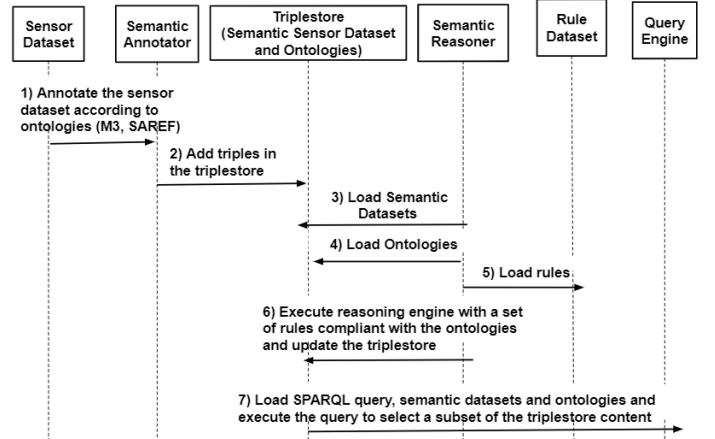 Sensor
Dataset
Semantic
Annotator
Triplestore
(Semantic Sensor Dataset
and Ontologies)
Semantic
Reasoner
Rule
Dataset
Query
Engine
1) Annotate the sensor
dataset according to
ontologies (M3, SAREF)
2) Add triples in
the triplestore
3) Load Semantic
Datasets
4) Load Ontologies
5) Load rules
6) Execute reasoning engine with a set
of rules compliant with the ontologies
and update the triplestore
7) Load SPARQL query, semantic datasets and ontologies and
execute the query to select a subset of the triplestore content